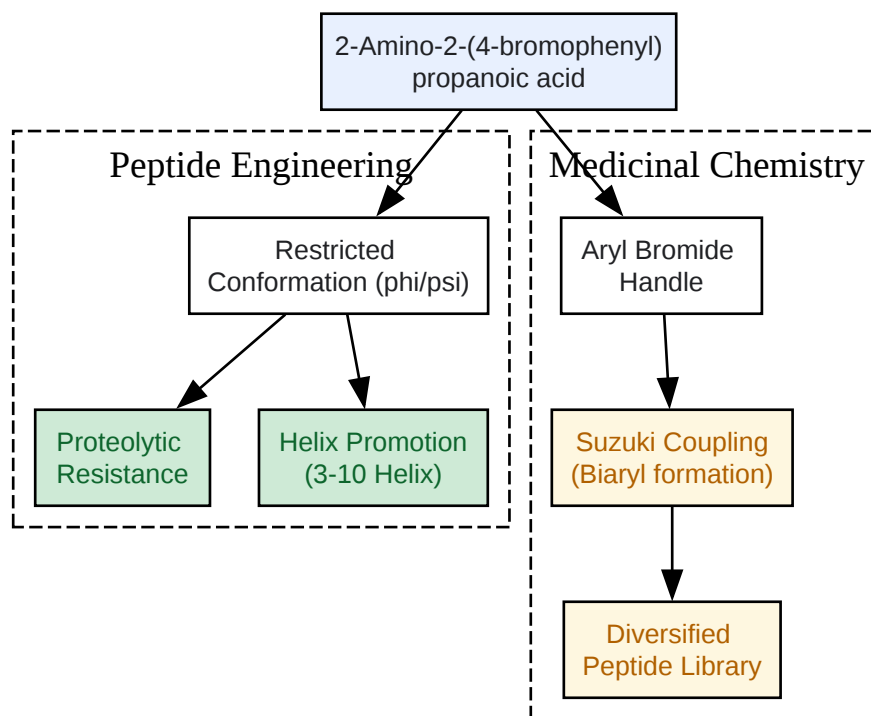 2-Amino-2-(4-bromophenyl)
propanoic acid
Peptide Engineering
Medicinal Chemistry
Restricted
Conformation (phi/psi)
Aryl Bromide
Handle
Proteolytic
Resistance
Helix Promotion
(3-10 Helix)
Suzuki Coupling
(Biaryl formation)
Diversified
Peptide Library